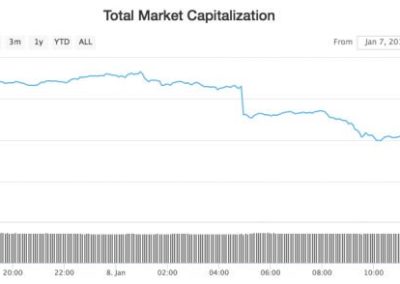 Total Market Capitalization
3m 1y YTD ALL From Jan 7, 20
20:00 22:00 8. Jan 02:00 04:00 06:00 08:00 10:00